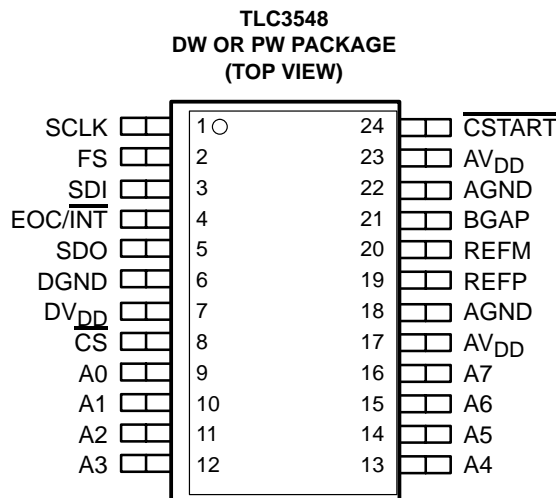 TLC3548
DW OR PW PACKAGE
(TOP VIEW)
SCLK 1 24 CSTART
FS 2 23 AVDD
SDI 3 22 AGND
EOC/INT 4 21 BGAP
SDO 5 20 REFM
DGND 6 19 REFP
DVDD 7 18 AGND
CS 8 17 AVDD
A0 9 16 A7
A1 10 15 A6
A2 11 14 A5
A3 12 13 A4